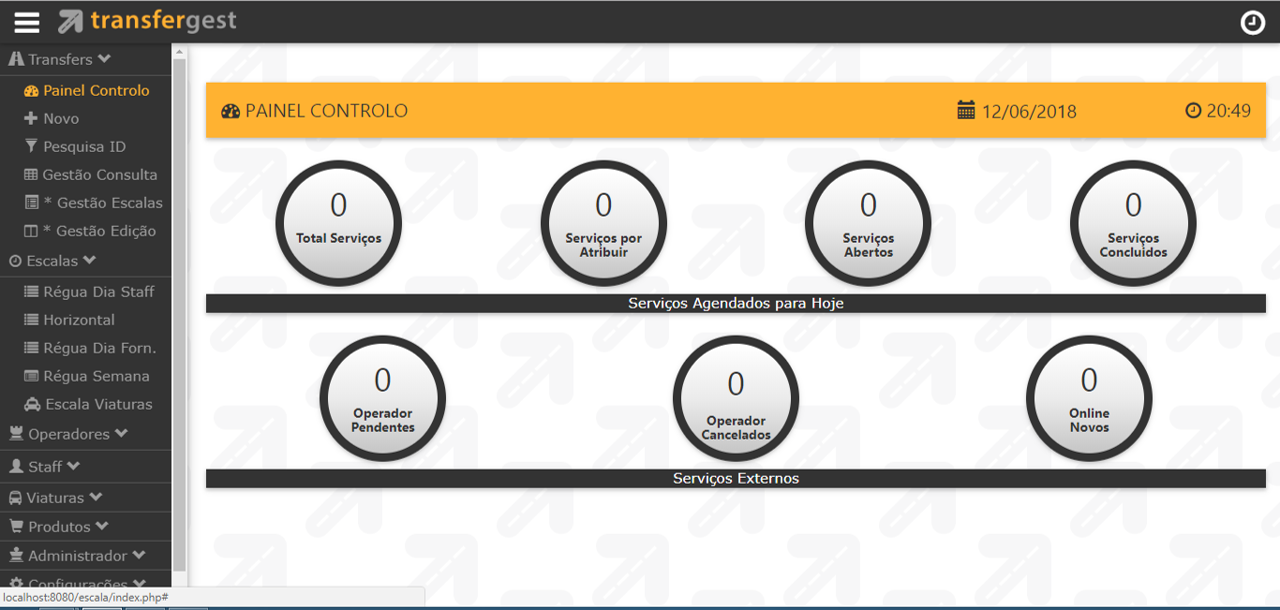 transfergest
Transfers
Painel Controlo
Novo
Pesquisa ID
Gestão Consulta
* Gestão Escalas
* Gestão Edição
Escalas
Régua Dia Staff
Horizontal
Régua Dia Forn.
Régua Semana
Escala Viaturas
Operadores
Staff
Viaturas
Produtos
Administrador
Configurações
localhost:8080/escala/index.php#
PAINEL CONTROLO
12/06/2018
20:49
0
Total Serviços
0
Serviços por
Atribuir
0
Serviços
Abertos
0
Serviços
Concluidos
Serviços Agendados para Hoje
0
Operador
Pendentes
0
Operador
Cancelados
0
Online
Novos
Serviços Externos